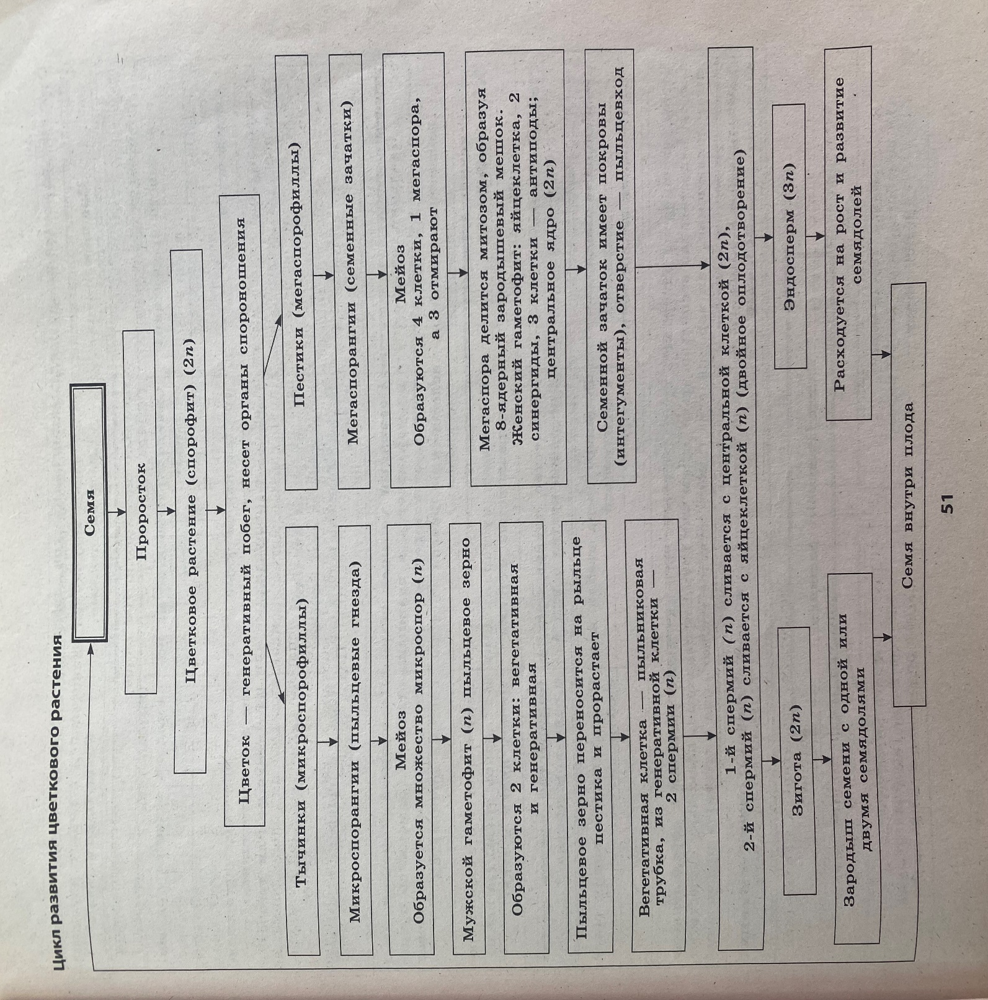 Цикл развития цветкового растения
Семя
Проросток
Цветковое растение (спорофит) (2n)
Цветок — генеративный побег, несет органы спороношения
Тычинки (микроспорофиллы)
Микроспорангии (пыльцевые гнезда)
Мейоз
Образуется множество микроспор (n)
Мужской гаметофит (n) пыльцевое зерно
Образуются 2 клетки: вегетативная
и генеративная
Пыльцевое зерно переносится на рыльце
пестика и прорастает
Вегетативная клетка — пыльниковая
трубка, из генеративной клетки —
2 спермии (n)
Пестики (мегаспорофиллы)
Мегаспорангии (семенные зачатки)
Мейоз
Образуются 4 клетки, 1 мегаспора,
а 3 отмирают
Мегаспора делится митозом, образуя
8-ядерный зародышевый мешок.
Женский гаметофит: яйцеклетка, 2
синергиды, 3 клетки — антиподы;
центральное ядро (2n)
Семенной зачаток имеет покровы
(интегументы), отверстие — пыльцевход
1-й спермий (n) сливается с центральной клеткой (2n),
2-й спермий (n) сливается с яйцеклеткой (n) (двойное оплодотворение)
Зигота (2n)
Зародыш семени с одной или
двумя семядолями
Эндосперм (3n)
Расходуется на рост и развитие
семядолей
Семя внутри плода
51